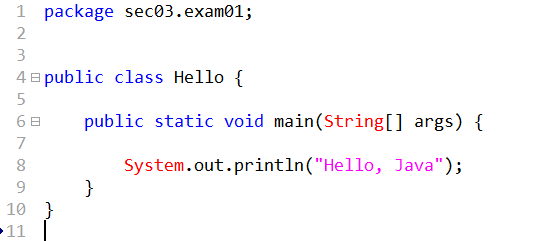 1 package sec03.exam01;
2
3
4 public class Hello {
5
6 public static void main(String[] args) {
7
8 System.out.println("Hello, Java");
9 }
10 }
11